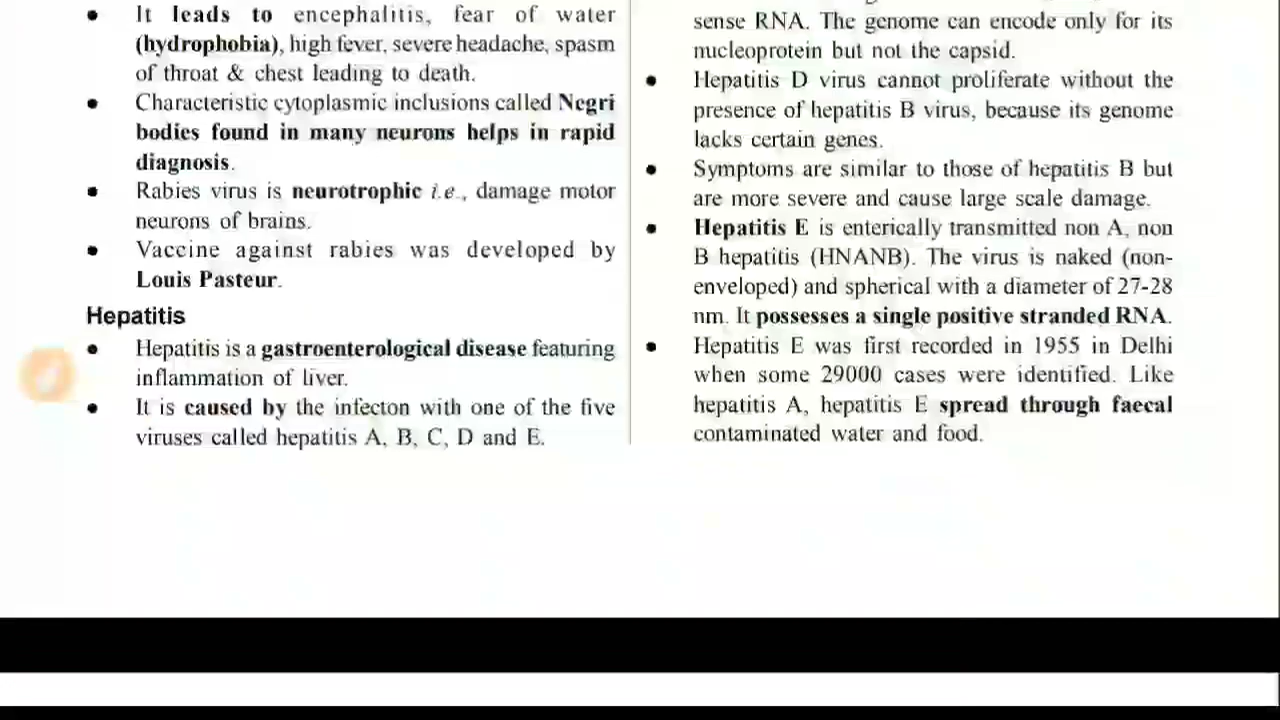 • It leads to encephalitis, fear of water
(hydrophobia), high fever, severe headache, spasm
of throat & chest leading to death.
• Characteristic cytoplasmic inclusions called Negri
bodies found in many neurons helps in rapid
diagnosis.
• Rabies virus is neurotrophic i.e., damage motor
neurons of brains.
• Vaccine against rabies was developed by
Louis Pasteur.
Hepatitis
• Hepatitis is a gastroenterological disease featuring
inflammation of liver.
• It is caused by the infecton with one of the five
viruses called hepatitis A, B, C, D and E.
sense RNA. The genome can encode only for its
nucleoprotein but not the capsid.
• Hepatitis D virus cannot proliferate without the
presence of hepatitis B virus, because its genome
lacks certain genes.
• Symptoms are similar to those of hepatitis B but
are more severe and cause large scale damage.
• Hepatitis E is enterically transmitted non A, non
B hepatitis (HNANB). The virus is naked (non-
enveloped) and spherical with a diameter of 27-28
nm. It possesses a single positive stranded RNA.
• Hepatitis E was first recorded in 1955 in Delhi
when some 29000 cases were identified. Like
hepatitis A, hepatitis E spread through faecal
contaminated water and food.